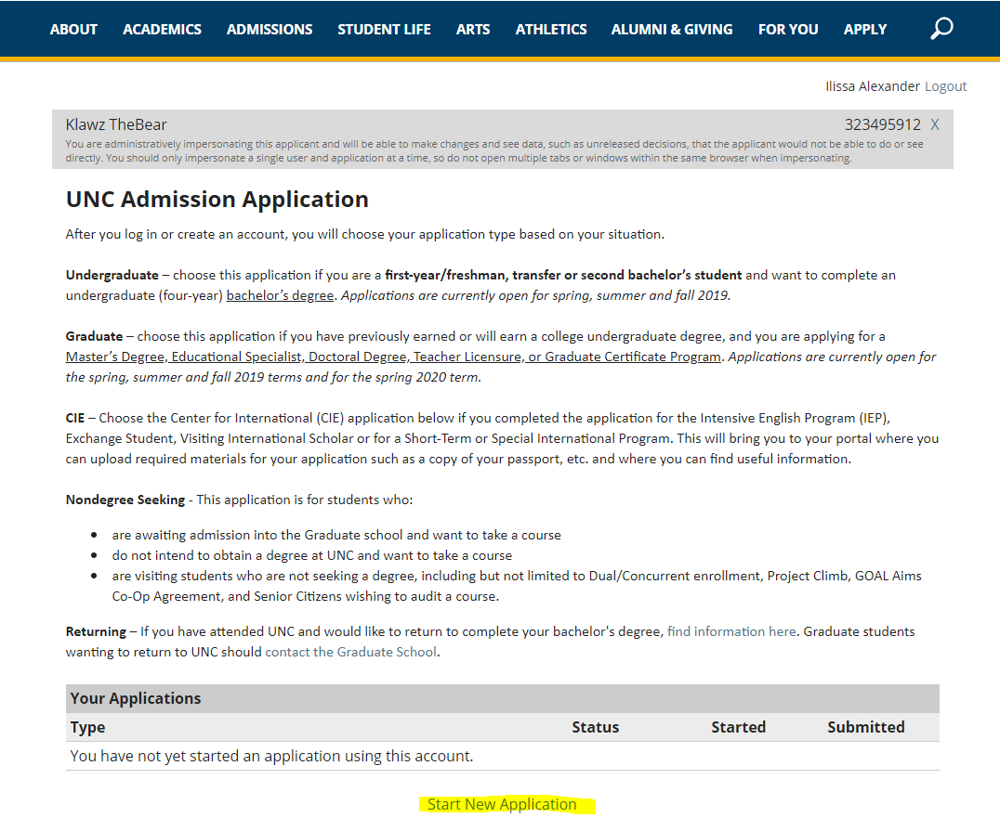 ABOUT ACADEMICS ADMISSIONS STUDENT LIFE ARTS ATHLETICS ALUMNI & GIVING FOR YOU APPLY
Ilissa Alexander Logout
Klawz TheBear 323495912 X
You are administratively impersonating this applicant and will be able to make changes and see data, such as unreleased decisions, that the applicant would not be able to do or see
directly. You should only impersonate a single user and application at a time, so do not open multiple tabs or windows within the same browser when impersonating.
UNC Admission Application
After you log in or create an account, you will choose your application type based on your situation.
Undergraduate – choose this application if you are a first-year/freshman, transfer or second bachelor’s student and want to complete an
undergraduate (four-year) bachelor’s degree. Applications are currently open for spring, summer and fall 2019.
Graduate – choose this application if you have previously earned or will earn a college undergraduate degree, and you are applying for a
Master’s Degree, Educational Specialist, Doctoral Degree, Teacher Licensure, or Graduate Certificate Program. Applications are currently open for
the spring, summer and fall 2019 terms and for the spring 2020 term.
CIE – Choose the Center for International (CIE) application below if you completed the application for the Intensive English Program (IEP),
Exchange Student, Visiting International Scholar or for a Short-Term or Special International Program. This will bring you to your portal where you
can upload required materials for your application such as a copy of your passport, etc. and where you can find useful information.
Nondegree Seeking - This application is for students who:
• are awaiting admission into the Graduate school and want to take a course
• do not intend to obtain a degree at UNC and want to take a course
• are visiting students who are not seeking a degree, including but not limited to Dual/Concurrent enrollment, Project Climb, GOAL Aims
Co-Op Agreement, and Senior Citizens wishing to audit a course.
Returning – If you have attended UNC and would like to return to complete your bachelor's degree, find information here. Graduate students
wanting to return to UNC should contact the Graduate School.
Your Applications
Type Status Started Submitted
You have not yet started an application using this account.
Start New Application